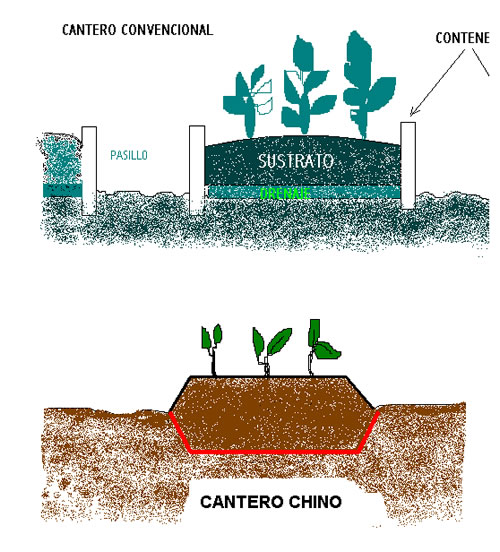 CANTERO CONVENCIONAL
CONTENE
PASILLO
SUSTRATO
DRENAJE
CANTERO CHINO